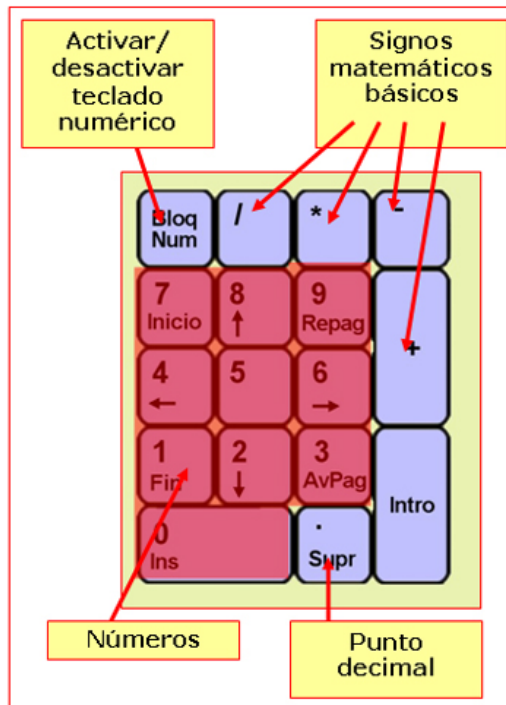 Activar/
desactivar
teclado
numérico
Signos
matemáticos
básicos
Bloq
Num
/
*
-
7
Inicio
8
↑
9
Repag
+
4
←
5
6
→
1
Fin
2
↓
3
AvPag
Intro
0
Ins
.
Supr
Números
Punto
decimal